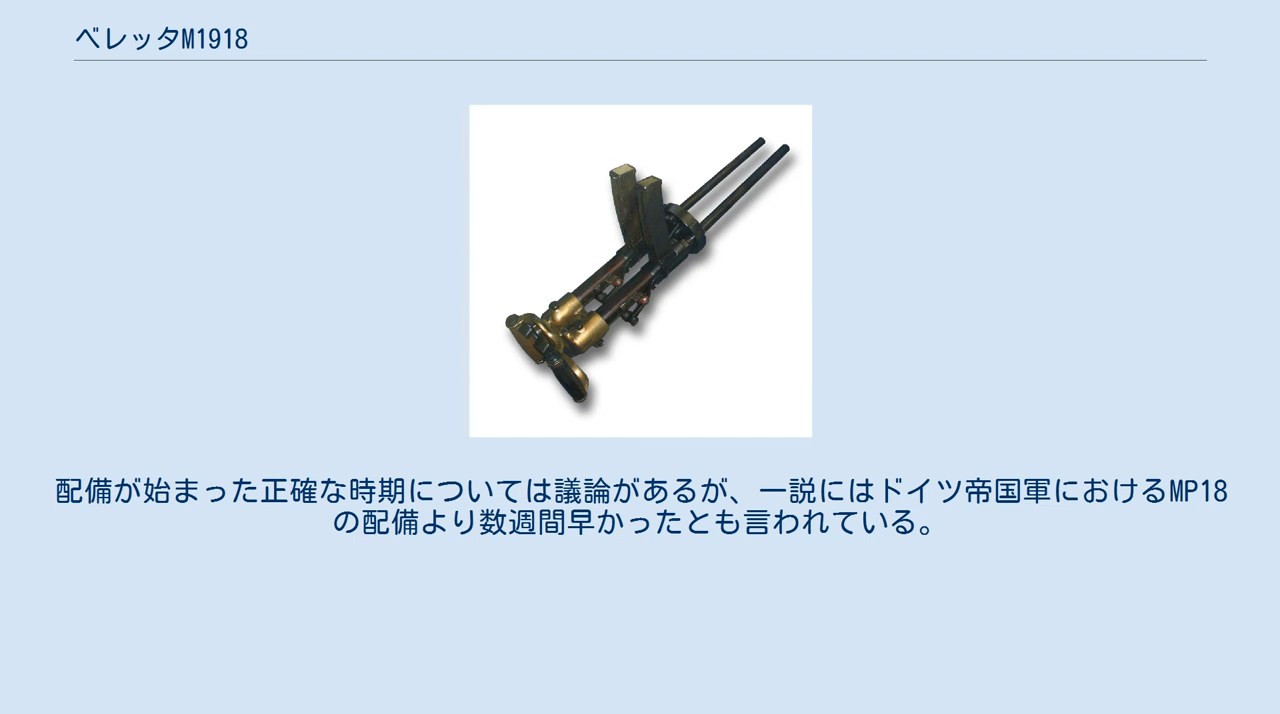 ベレッタM1918
配備が始まった正確な時期については議論があるが、一説にはドイツ帝国軍におけるMP18
の配備より数週間早かったとも言われている。